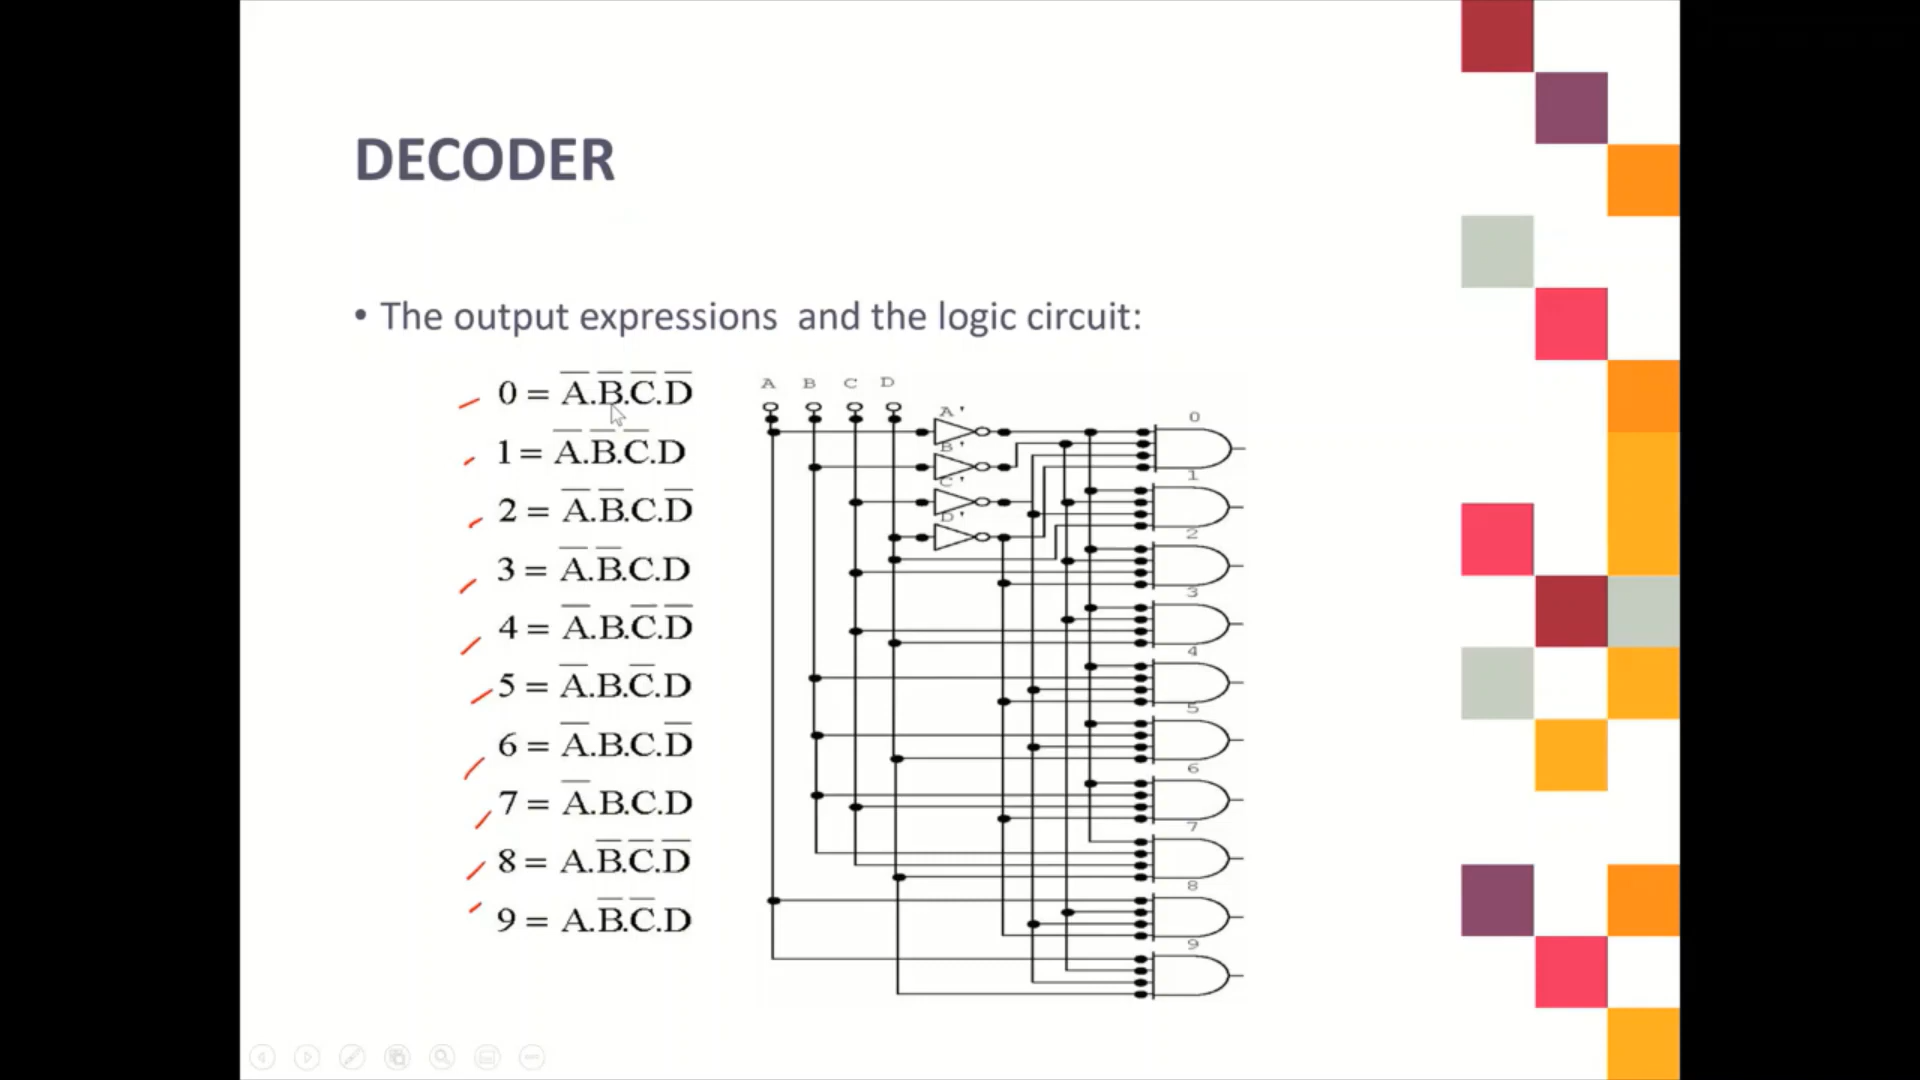 DECODER
• The output expressions and the logic circuit:
0 = A̅.B̅.C̅.D̅
1 = A̅.B̅.C̅.D
2 = A̅.B̅.C.D̅
3 = A̅.B̅.C.D
4 = A̅.B.C̅.D̅
5 = A̅.B.C̅.D
6 = A̅.B.C.D̅
7 = A̅.B.C.D
8 = A.B̅.C̅.D̅
9 = A.B̅.C̅.D
A B C D
A'
B'
C'
D'
0
1
2
3
4
5
6
7
8
9